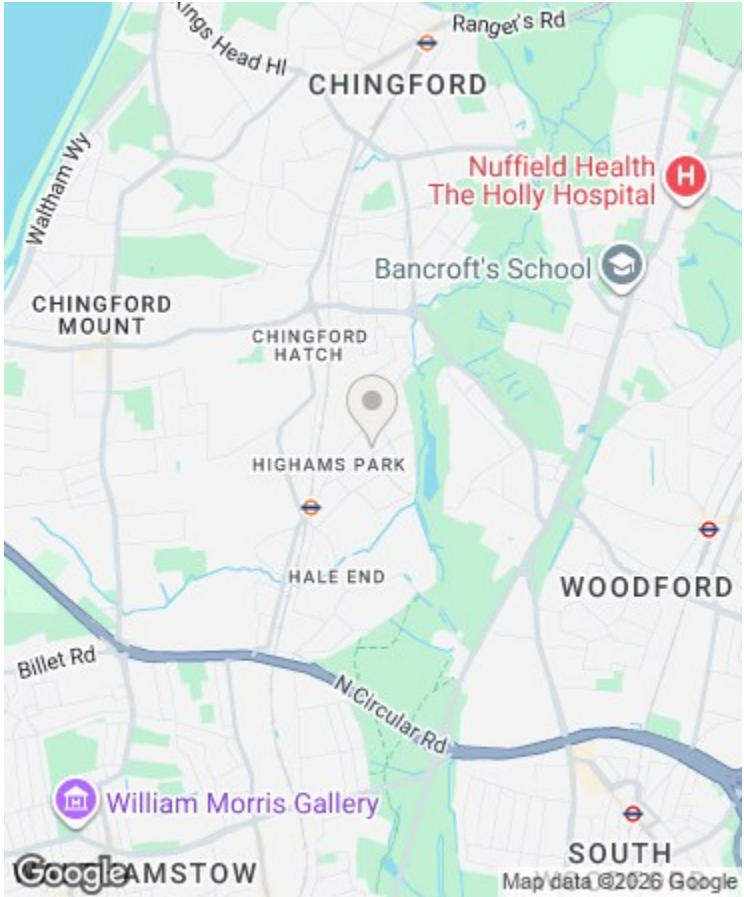 Ranger's Rd
Kings Head Hl
CHINGFORD
Waltham Wy
Nuffield Health
The Holly Hospital
H
Bancroft's School
CHINGFORD
MOUNT
CHINGFORD
HATCH
HIGHAMS PARK
HALE END
WOODFORD
Billet Rd
N Circular Rd
William Morris Gallery
SOUTH
Google
AMSTOW
Map data ©2026 Google